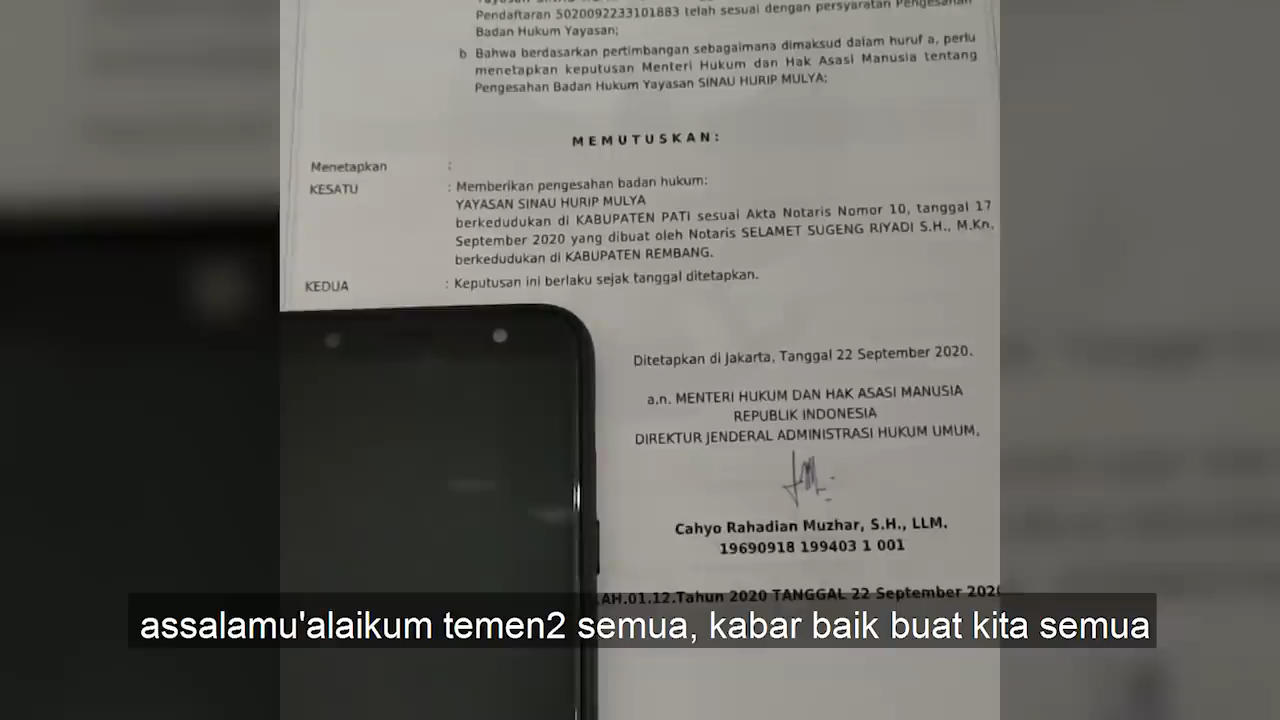 Pendaftaran 5020092233101883 telah sesuai dengan persyaratan Pengesahan
Badan Hukum Yayasan;
b Bahwa berdasarkan pertimbangan sebagaimana dimaksud dalam huruf a, perlu
menetapkan keputusan Menteri Hukum dan Hak Asasi Manusia tentang
Pengesahan Badan Hukum Yayasan SINAU HURIP MULYA;
MEMUTUSKAN:
Menetapkan :
KESATU : Memberikan pengesahan badan hukum:
YAYASAN SINAU HURIP MULYA
berkedudukan di KABUPATEN PATI sesuai Akta Notaris Nomor 10, tanggal 17
September 2020 yang dibuat oleh Notaris SELAMET SUGENG RIYADI S.H., M.Kn,
berkedudukan di KABUPATEN REMBANG.
KEDUA : Keputusan ini berlaku sejak tanggal ditetapkan.
Ditetapkan di Jakarta, Tanggal 22 September 2020.
a.n. MENTERI HUKUM DAN HAK ASASI MANUSIA
REPUBLIK INDONESIA
DIREKTUR JENDERAL ADMINISTRASI HUKUM UMUM,
Cahyo Rahadian Muzhar, S.H., LLM.
19690918 199403 1 001
AH.01.12.Tahun 2020 TANGGAL 22 September 2020
assalamu'alaikum temen2 semua, kabar baik buat kita semua